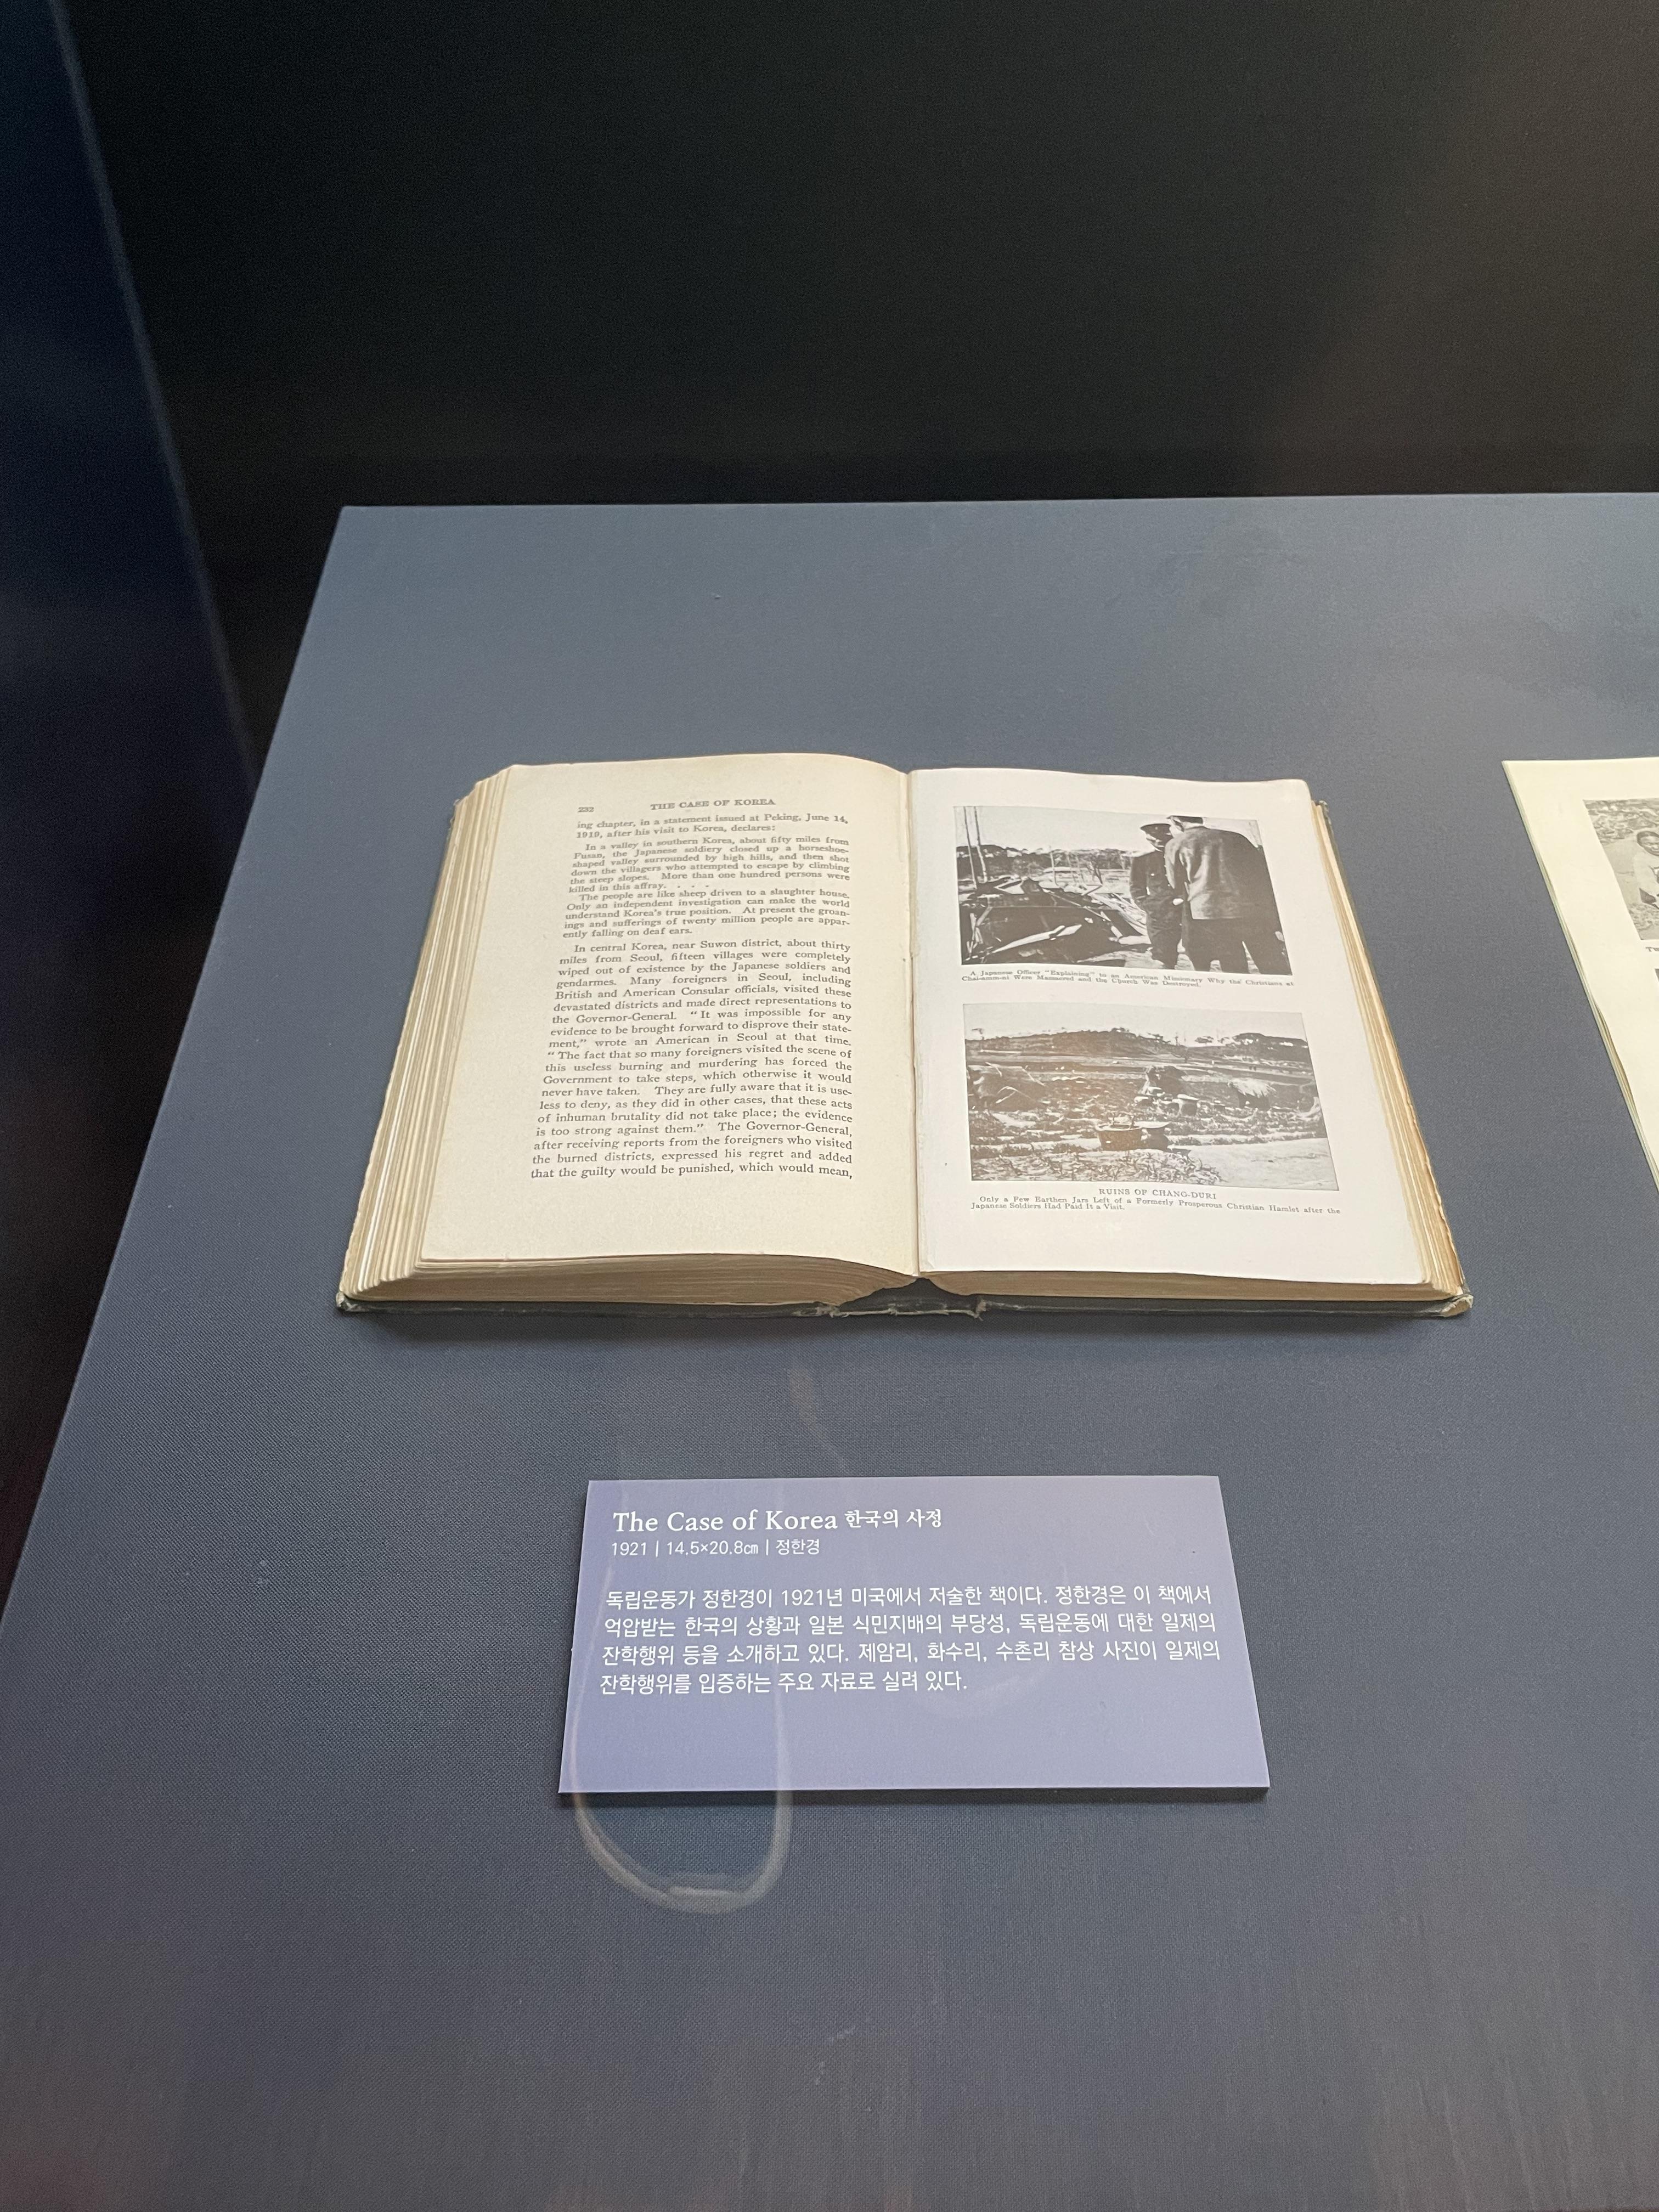 232 THE CASE OF KOREA
ing chapter, in a statement issued at Peking, June 14,
1919, after his visit to Korea, declares:
In a valley in southern Korea, about fifty miles from
Fusan, the Japanese soldiery closed up a horseshoe-
shaped valley surrounded by high hills, and then shot
down the villagers who attempted to escape by climbing
the steep slopes. More than one hundred persons were
killed in this affray. . . .
The people are like sheep driven to a slaughter house.
Only an independent investigation can make the world
understand Korea's true position. At present the groan-
ings and sufferings of twenty million people are appar-
ently falling on deaf ears.
In central Korea, near Suwon district, about thirty
miles from Seoul, fifteen villages were completely
wiped out of existence by the Japanese soldiers and
gendarmes. Many foreigners in Seoul, including
British and American Consular officials, visited these
devastated districts and made direct representations to
the Governor-General. "It was impossible for any
evidence to be brought forward to disprove their state-
ment," wrote an American in Seoul at that time.
"The fact that so many foreigners visited the scene of
this useless burning and murdering has forced the
Government to take steps, which otherwise it would
never have taken. They are fully aware that it is use-
less to deny, as they did in other cases, that these acts
of inhuman brutality did not take place; the evidence
is too strong against them." The Governor-General,
after receiving reports from the foreigners who visited
the burned districts, expressed his regret and added
that the guilty would be punished, which would mean,
A Japanese Officer "Explaining" to an American Missionary Why the Christians at
Were Massacred and the Church Was Destroyed.
RUINS OF CHANG-DURI
Only a Few Earthen Jars Left of a Formerly Prosperous Christian Hamlet after the
Japanese Soldiers Had Paid It a Visit.
The Case of Korea 한국의 사정
1921 | 14.5×20.8㎝ | 정한경
독립운동가 정한경이 1921년 미국에서 저술한 책이다. 정한경은 이 책에서
억압받는 한국의 상황과 일본 식민지배의 부당성, 독립운동에 대한 일제의
잔학행위 등을 소개하고 있다. 제암리, 화수리, 수촌리 참상 사진이 일제의
잔학행위를 입증하는 주요 자료로 실려 있다.